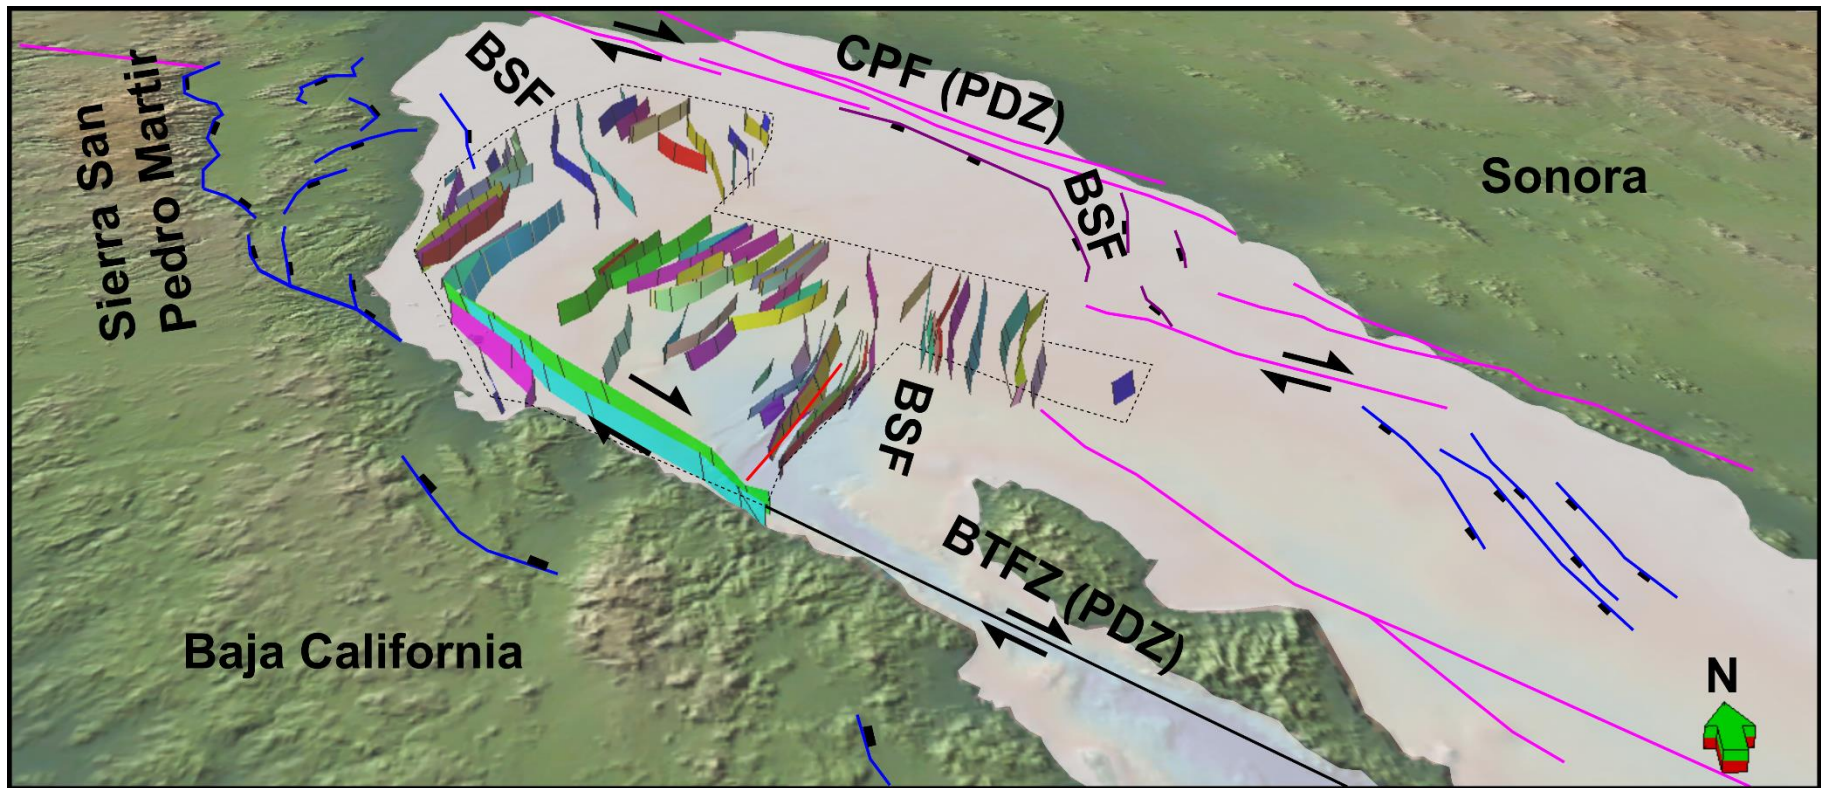 BSF
CPF (PDZ)
Sierra San
Pedro Martir
BSF
Sonora
BSF
BTFZ (PDZ)
Baja California
N